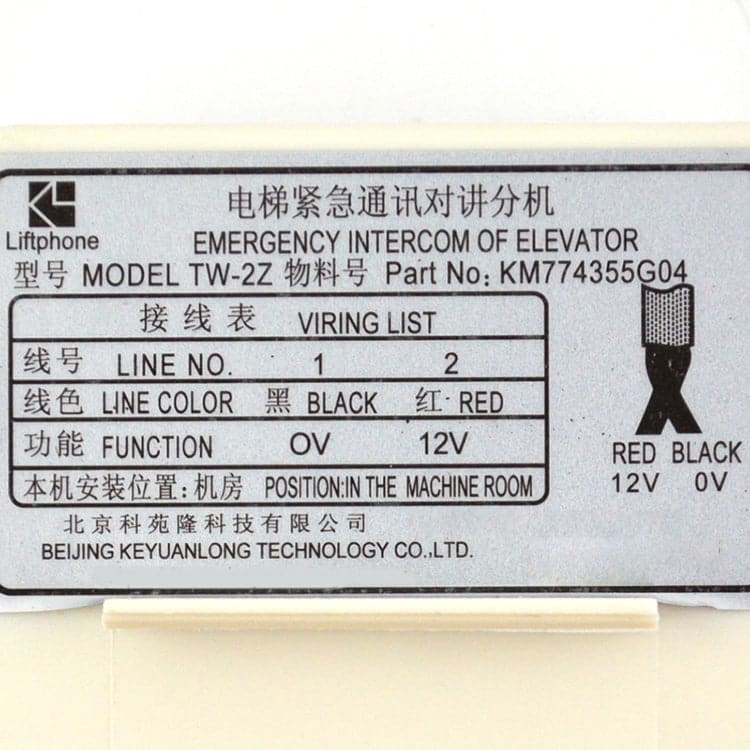 电梯紧急通讯对讲分机
Liftphone
EMERGENCY INTERCOM OF ELEVATOR
型号 MODEL TW-2Z 物料号 Part No: KM774355G04
接线表 VIRING LIST
线号 LINE NO. 1 2
线色 LINE COLOR 黑 BLACK 红 RED
功能 FUNCTION OV 12V
RED BLACK
12V 0V
本机安装位置:机房 POSITION:IN THE MACHINE ROOM
北京科苑隆科技有限公司
BEIJING KEYUANLONG TECHNOLOGY CO.,LTD.